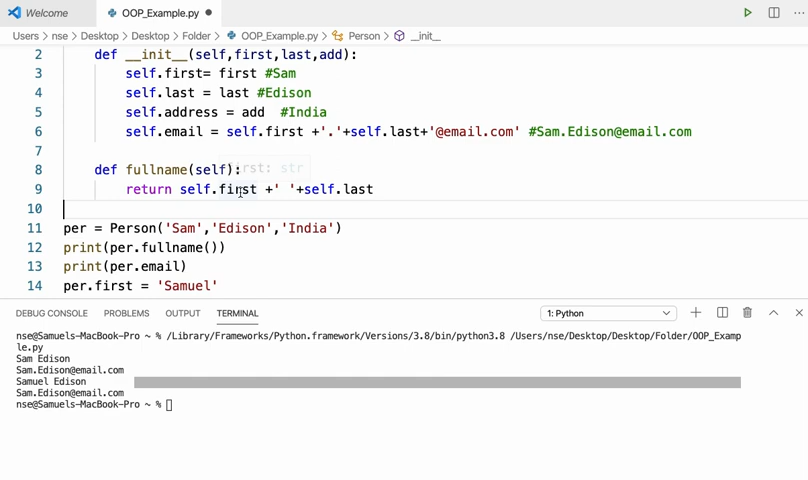 Welcome OOP_Example.py
Users > nse > Desktop > Desktop > Folder > OOP_Example.py > Person > __init__
2 def __init__(self,first,last,add):
3 self.first= first #Sam
4 self.last = last #Edison
5 self.address = add #India
6 self.email = self.first +'.'+self.last+'@email.com' #Sam.Edison@email.com
7
8 def fullname(self):
first: str
9 return self.first +' '+self.last
10
11 per = Person('Sam','Edison','India')
12 print(per.fullname())
13 print(per.email)
14 per.first = 'Samuel'
DEBUG CONSOLE PROBLEMS OUTPUT TERMINAL 1: Python
nse@Samuels-MacBook-Pro ~ % /Library/Frameworks/Python.framework/Versions/3.8/bin/python3.8 /Users/nse/Desktop/Desktop/Folder/OOP_Examp
le.py
Sam Edison
Sam.Edison@email.com
Samuel Edison
Sam.Edison@email.com
nse@Samuels-MacBook-Pro ~ %